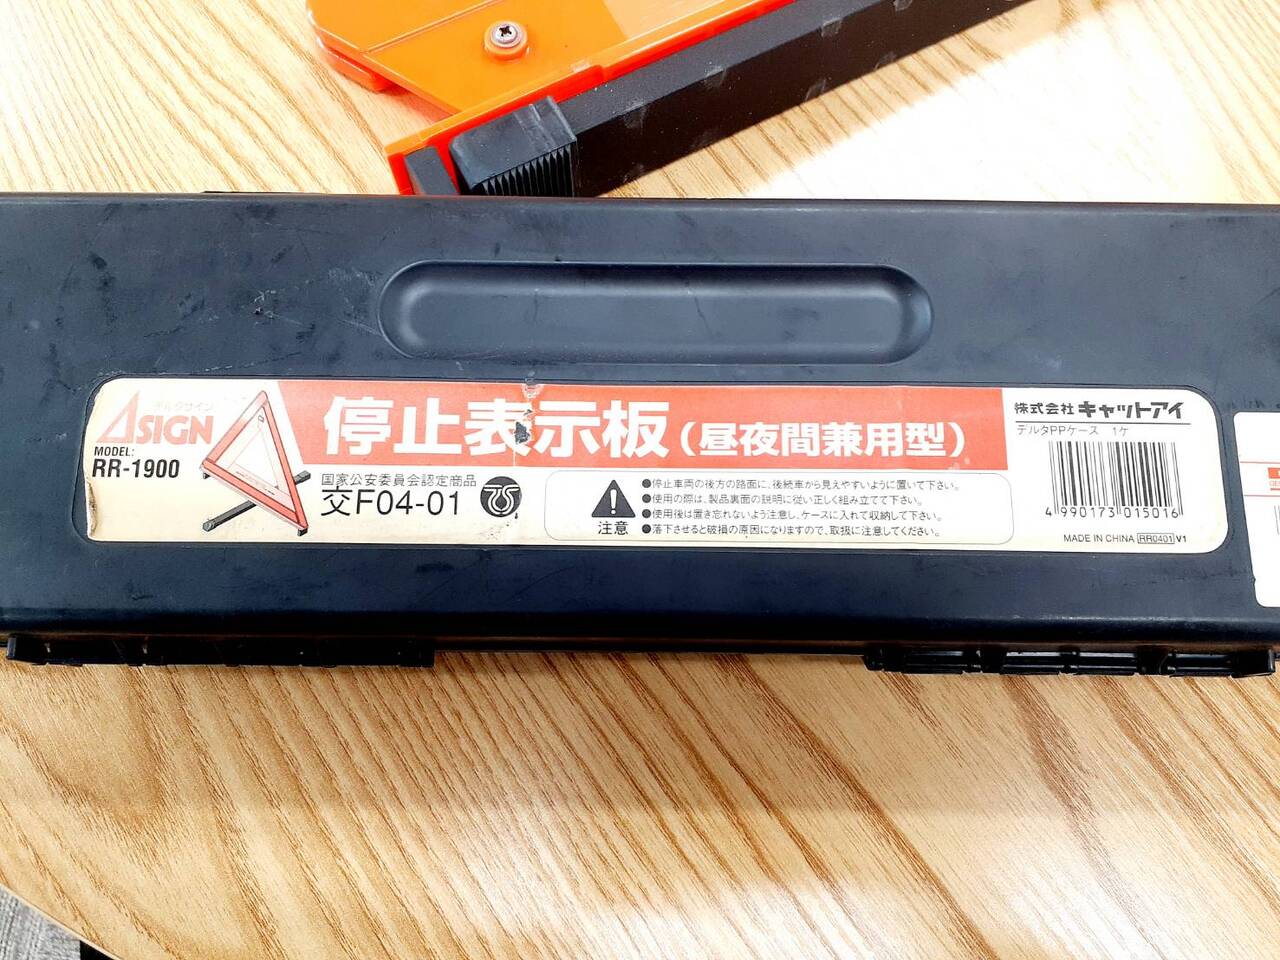 デルタサイン
ASIGN
MODEL:
RR-1900
停止表示板(昼夜間兼用型)
国家公安委員会認定商品
交F04-01
注意
●停止車両の後方の路面に、後続車から見えやすいように置いて下さい。
●使用の際は、製品裏面の説明に従い正しく組み立てて下さい。
●使用後は置き忘れないよう注意し、ケースに入れて収納して下さい。
●落下させると破損の原因になりますので、取扱に注意してください。
株式会社 キャットアイ
デルタPPケース 1ケ
4 990173 015016
MADE IN CHINA RR0401 V1